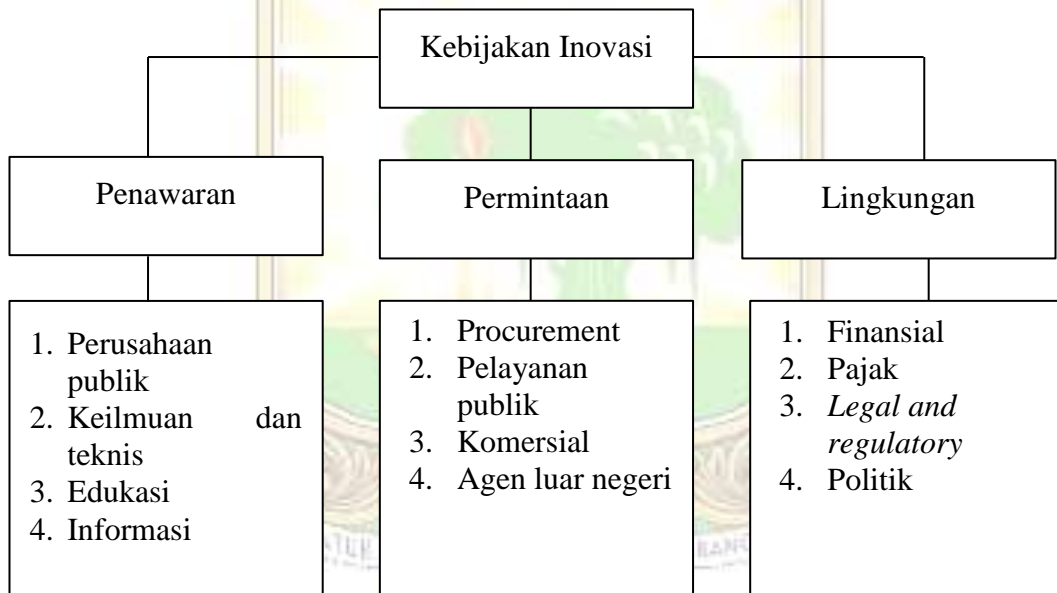 Kebijakan Inovasi
Penawaran
Permintaan
Lingkungan
1. Perusahaan
publik
2. Keilmuan dan
teknis
3. Edukasi
4. Informasi
1. Procurement
2. Pelayanan
publik
3. Komersial
4. Agen luar negeri
1. Finansial
2. Pajak
3. Legal and
regulatory
4. Politik